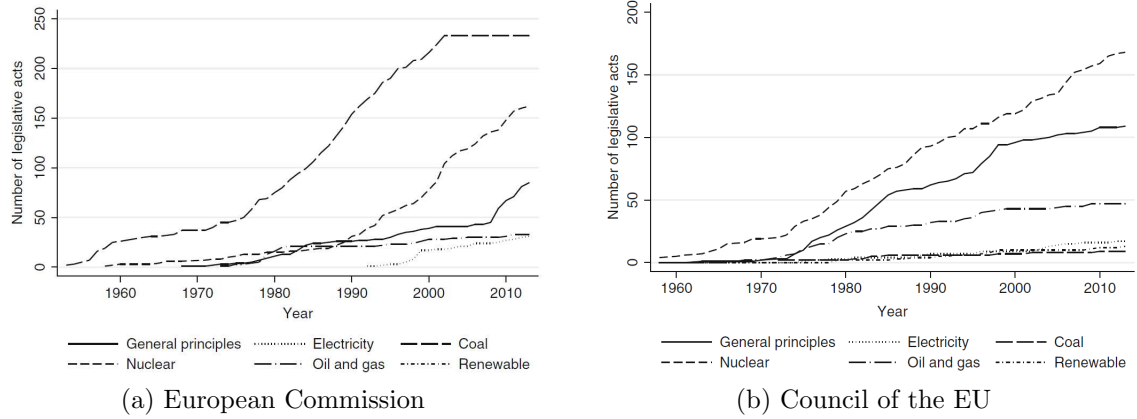 250
200
150
100
50
0
Number of legislative acts
1960 1970 1980 1990 2000 2010
Year
General principles Electricity Coal
Nuclear Oil and gas Renewable
(a) European Commission
200
150
100
50
0
Number of legislative acts
1960 1970 1980 1990 2000 2010
Year
General principles Electricity Coal
Nuclear Oil and gas Renewable
(b) Council of the EU